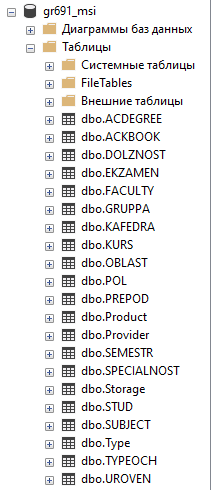 gr691_msi
Диаграммы баз данных
Таблицы
Системные таблицы
FileTables
Внешние таблицы
dbo.ACDEGREE
dbo.ACKBOOK
dbo.DOLZNOST
dbo.EKZAMEN
dbo.FACULTY
dbo.GRUPPA
dbo.KAFEDRA
dbo.KURS
dbo.OBLAST
dbo.POL
dbo.PREPOD
dbo.Product
dbo.Provider
dbo.SEMESTR
dbo.SPECIALNOST
dbo.Storage
dbo.STUD
dbo.SUBJECT
dbo.Type
dbo.TYPEOCH
dbo.UROVEN